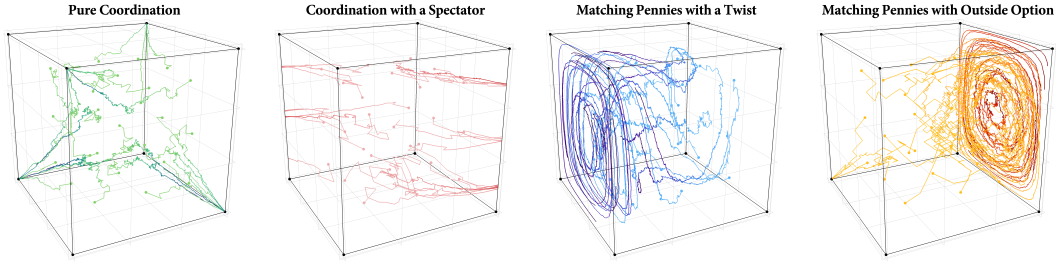 Pure Coordination
Coordination with a Spectator
Matching Pennies with a Twist
Matching Pennies with Outside Option